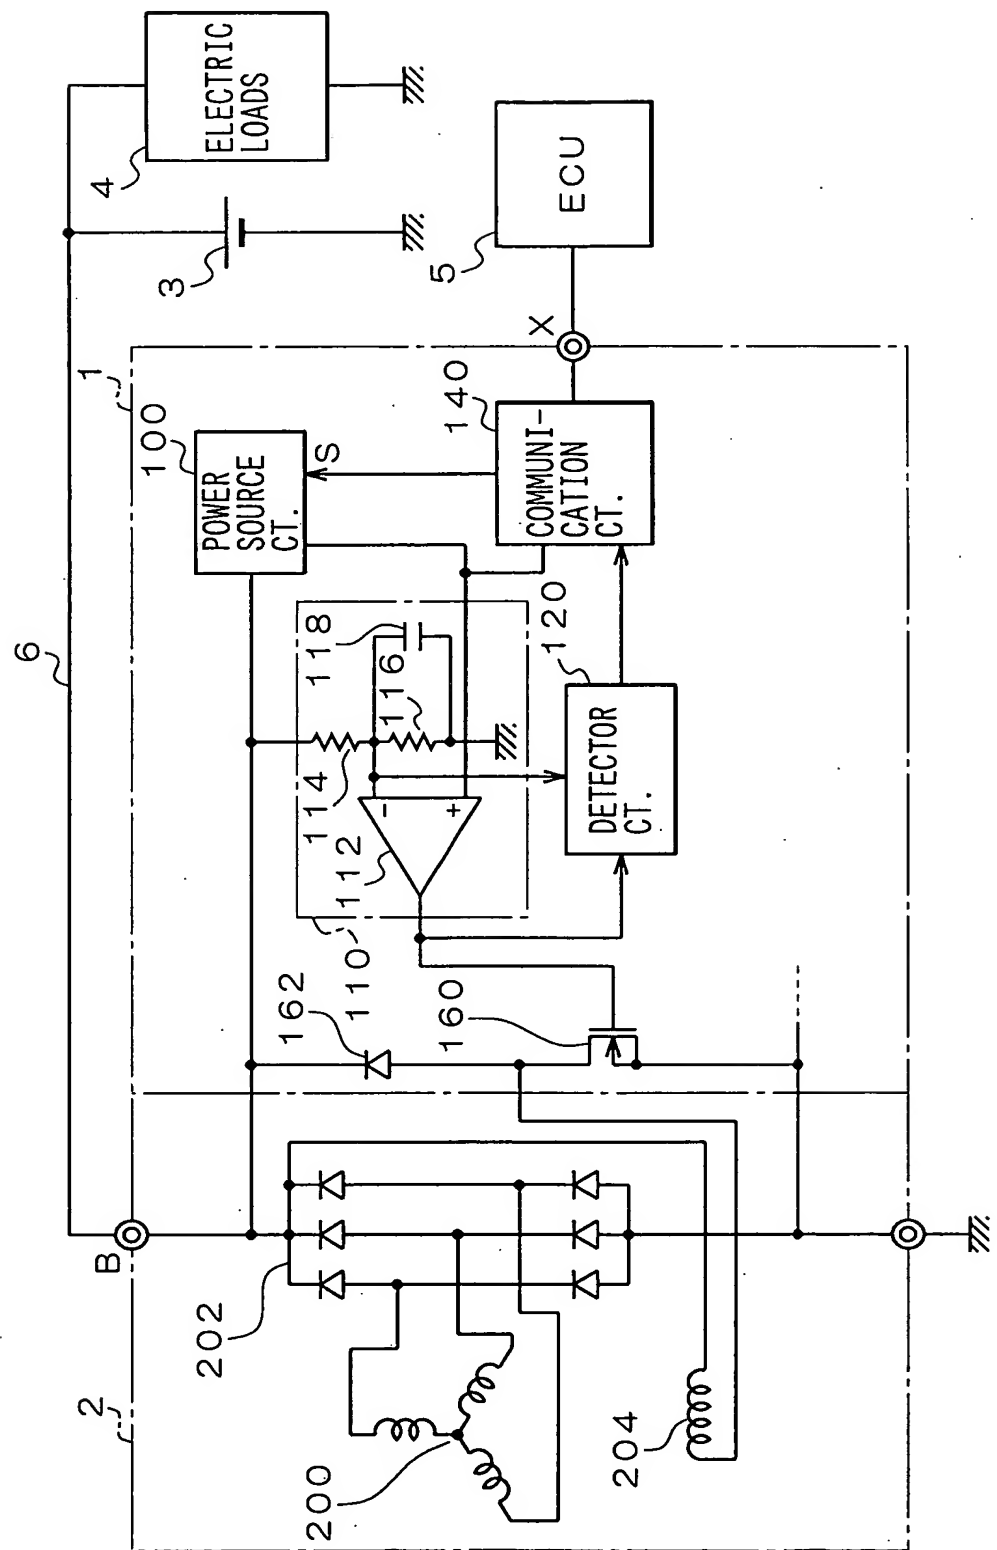 2
1
6
B
202
200
204
162
160
110
112
-
+
114
116
118
100
POWER
SOURCE
CT.
S
140
COMMUNI-
CATION
CT.
120
DETECTOR
CT.
X
3
4
ELECTRIC
LOADS
5
ECU